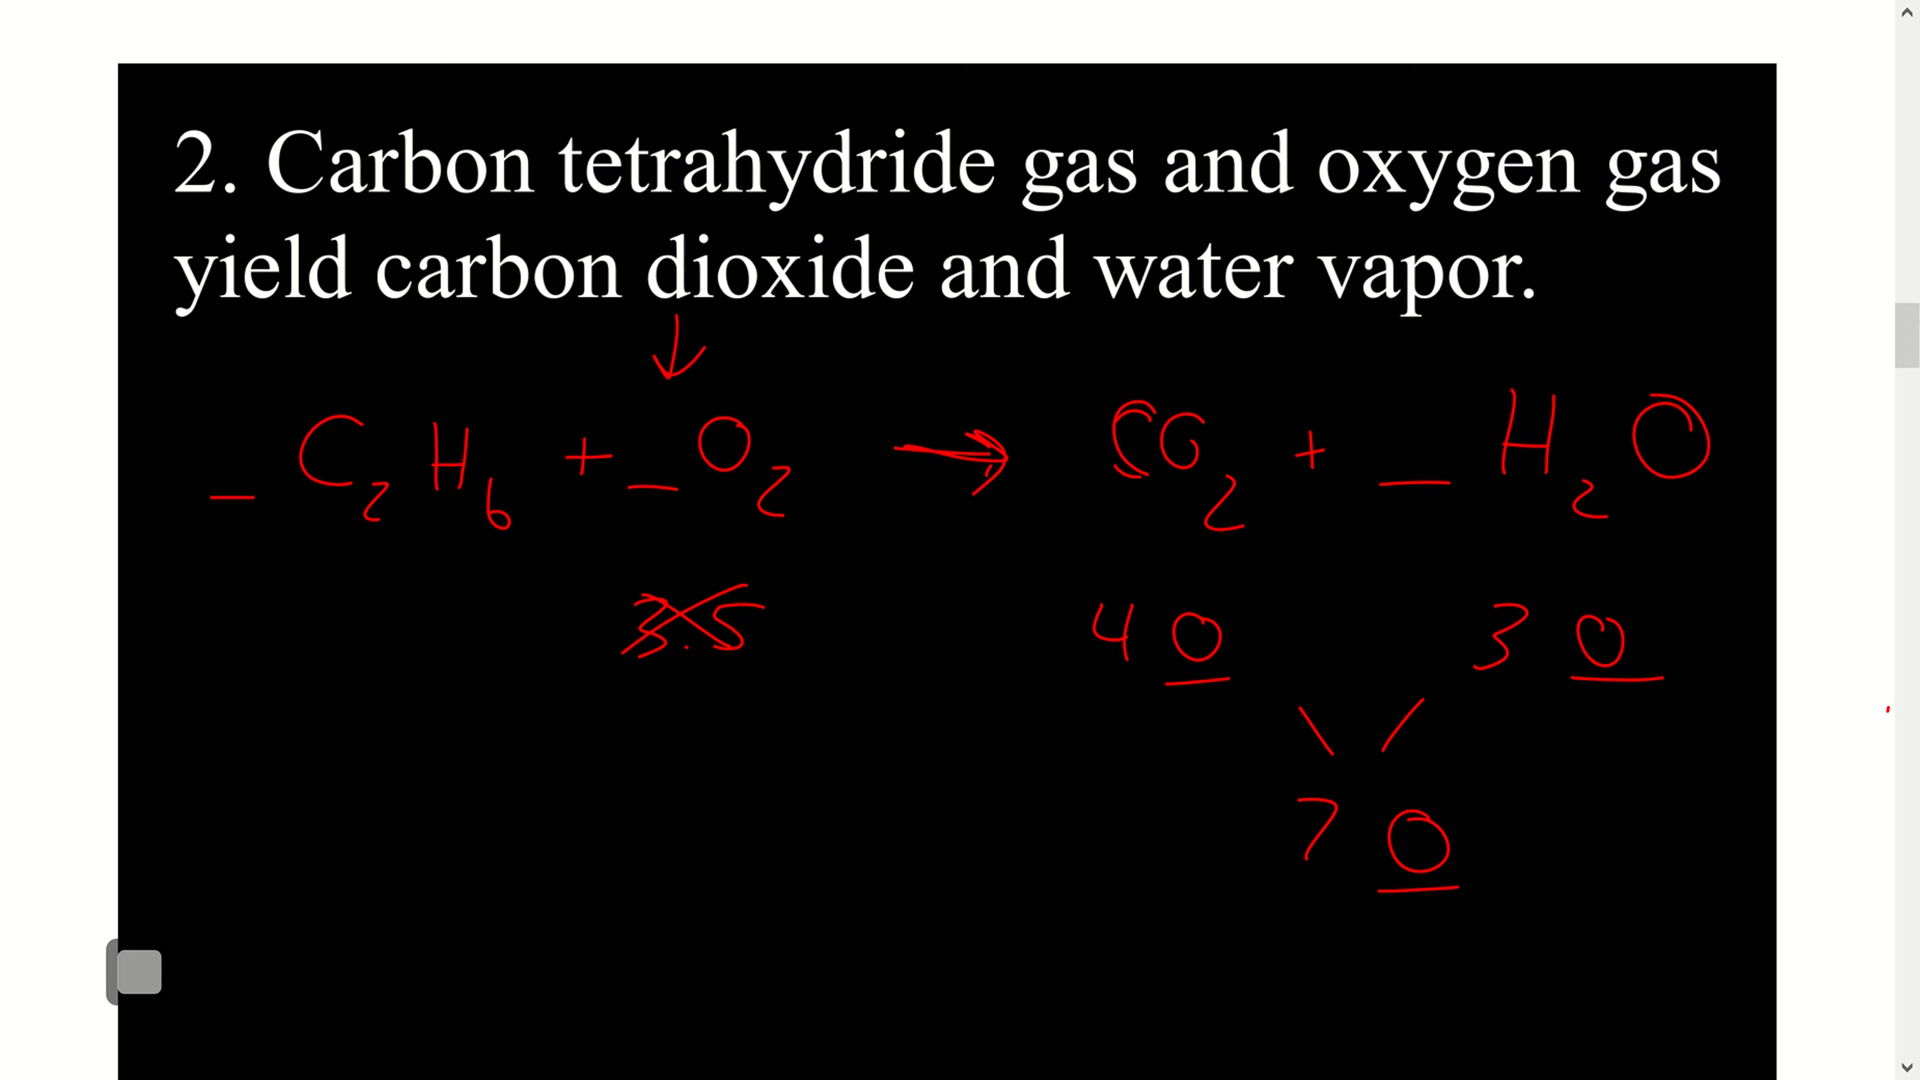 2. Carbon tetrahydride gas and oxygen gas
yield carbon dioxide and water vapor.
_ C2H6 + _ O2 → CO2 + _ H2O
3.5 4 O 3 O
7 O